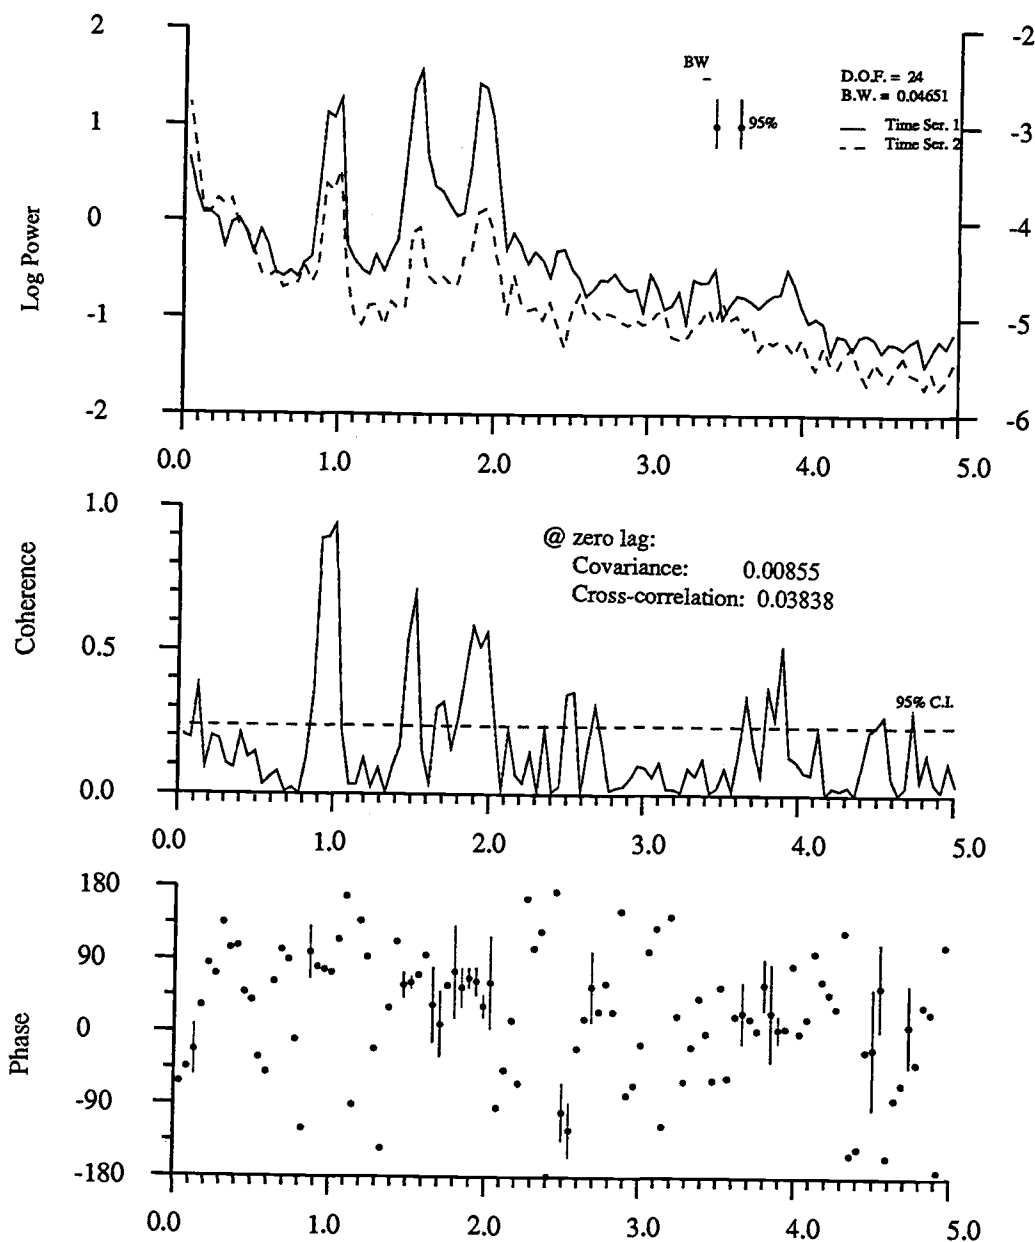 2
-2
BW
D.O.F. = 24
B.W. = 0.04651
1
95%
Time Ser. 1
-3
Time Ser. 2
0
-4
Log Power
-1
-5
-2
-6
0.0 1.0 2.0 3.0 4.0 5.0
1.0
@ zero lag:
Covariance: 0.00855
Cross-correlation: 0.03838
Coherence
0.5
95% C.I.
0.0
0.0 1.0 2.0 3.0 4.0 5.0
180
90
Phase
0
-90
-180
0.0 1.0 2.0 3.0 4.0 5.0